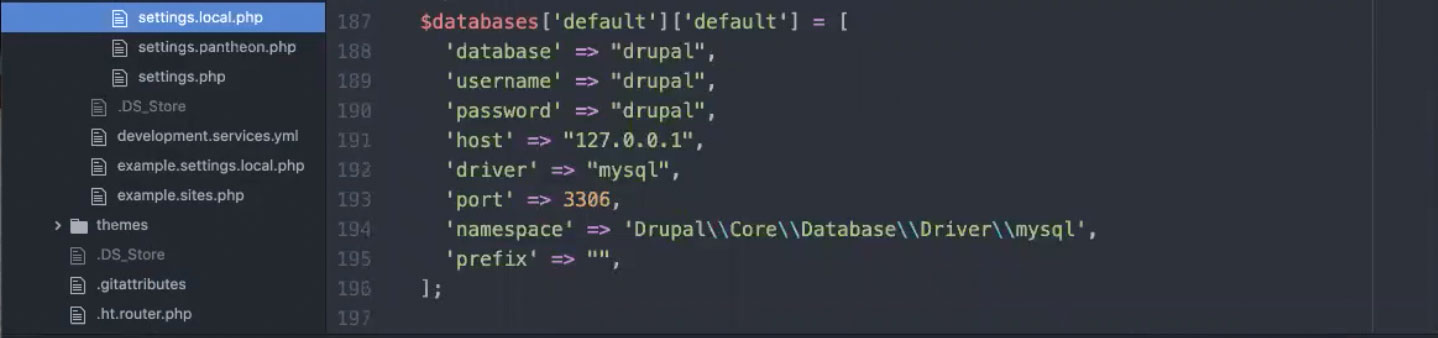 settings.local.php
settings.pantheon.php
settings.php
.DS_Store
development.services.yml
example.settings.local.php
example.sites.php
themes
.DS_Store
.gitattributes
.ht.router.php
187 $databases['default']['default'] = [
188 'database' => "drupal",
189 'username' => "drupal",
190 'password' => "drupal",
191 'host' => "127.0.0.1",
192 'driver' => "mysql",
193 'port' => 3306,
194 'namespace' => 'Drupal\\Core\\Database\\Driver\\mysql',
195 'prefix' => "",
196 ];
197